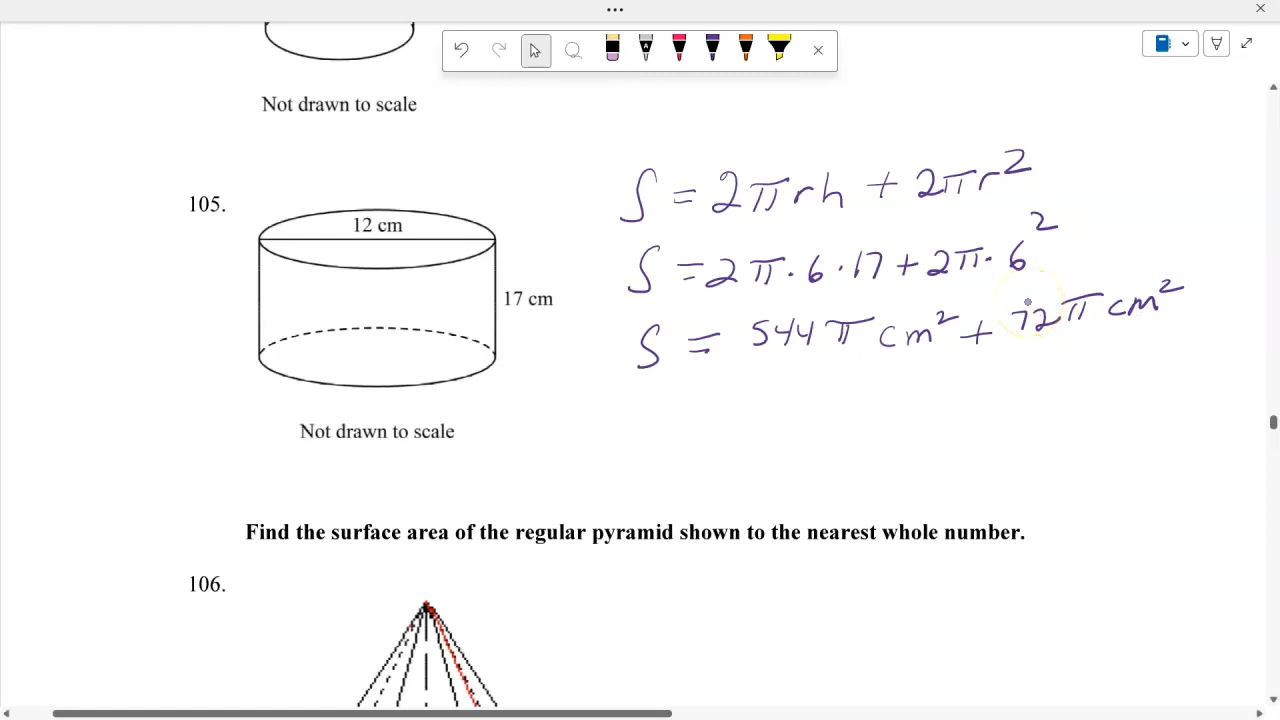 Not drawn to scale
105.
12 cm
17 cm
Not drawn to scale
S = 2πrh + 2πr²
S = 2π·6·17 + 2π·6²
S = 544π cm² + 72π cm²
Find the surface area of the regular pyramid shown to the nearest whole number.
106.